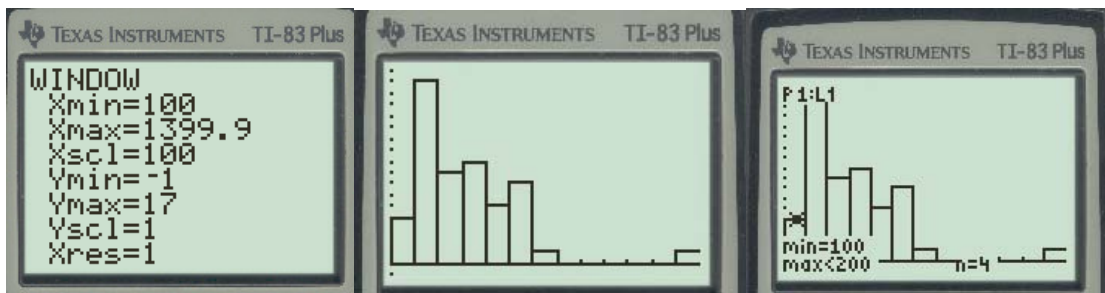 TEXAS INSTRUMENTS TI-83 Plus
WINDOW
Xmin=100
Xmax=1399.9
Xscl=100
Ymin=-1
Ymax=17
Yscl=1
Xres=1
TEXAS INSTRUMENTS TI-83 Plus
TEXAS INSTRUMENTS TI-83 Plus
P1:L1
min=100
max<200 n=4